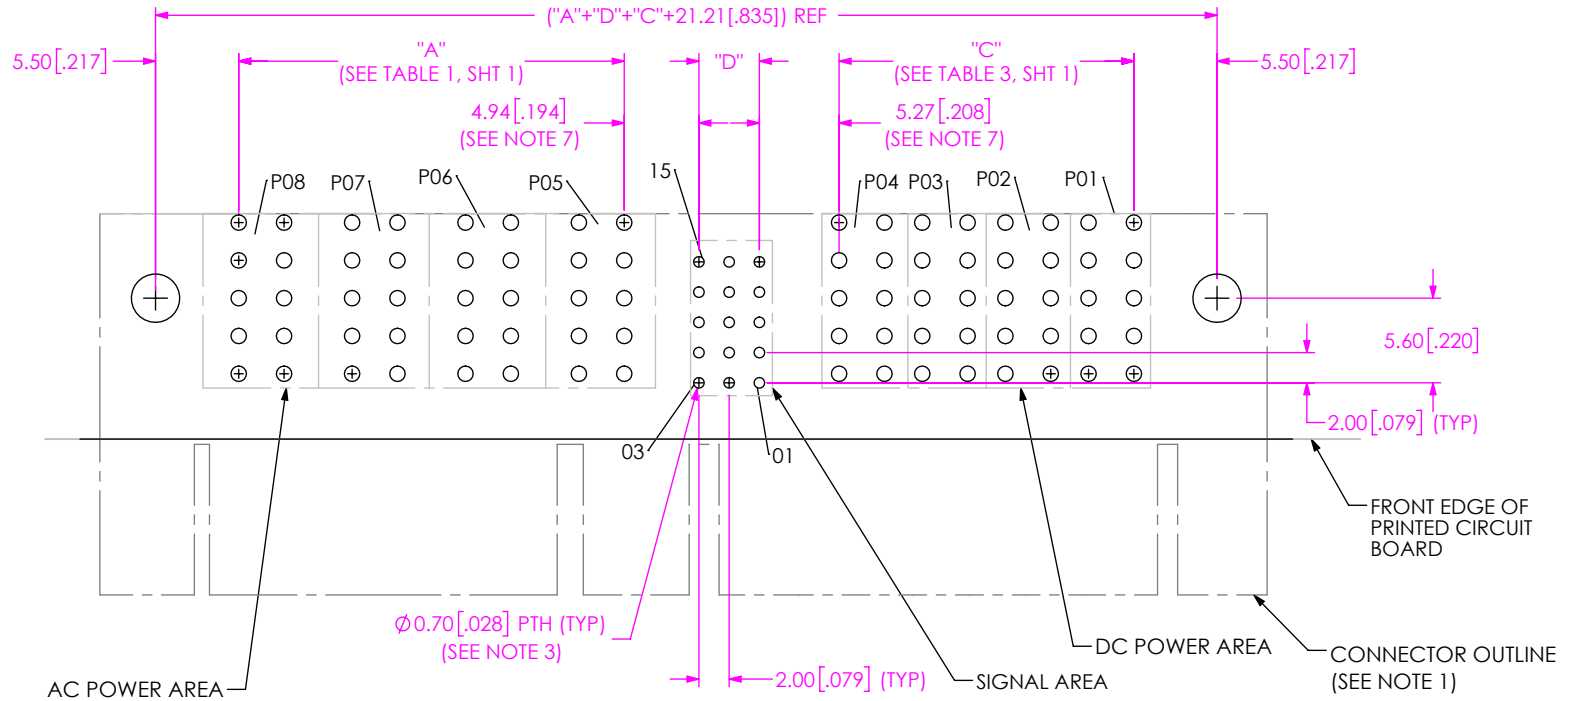 ("A"+"D"+"C"+21.21[.835]) REF
5.50[.217]
"A"
(SEE TABLE 1, SHT 1)
"D"
"C"
(SEE TABLE 3, SHT 1)
5.50[.217]
4.94[.194]
(SEE NOTE 7)
5.27[.208]
(SEE NOTE 7)
15
P08
P07
P06
P05
P04
P03
P02
P01
5.60[.220]
2.00[.079] (TYP)
03
01
FRONT EDGE OF
PRINTED CIRCUIT
BOARD
Ø0.70[.028] PTH (TYP)
(SEE NOTE 3)
DC POWER AREA
CONNECTOR OUTLINE
(SEE NOTE 1)
AC POWER AREA
2.00[.079] (TYP)
SIGNAL AREA